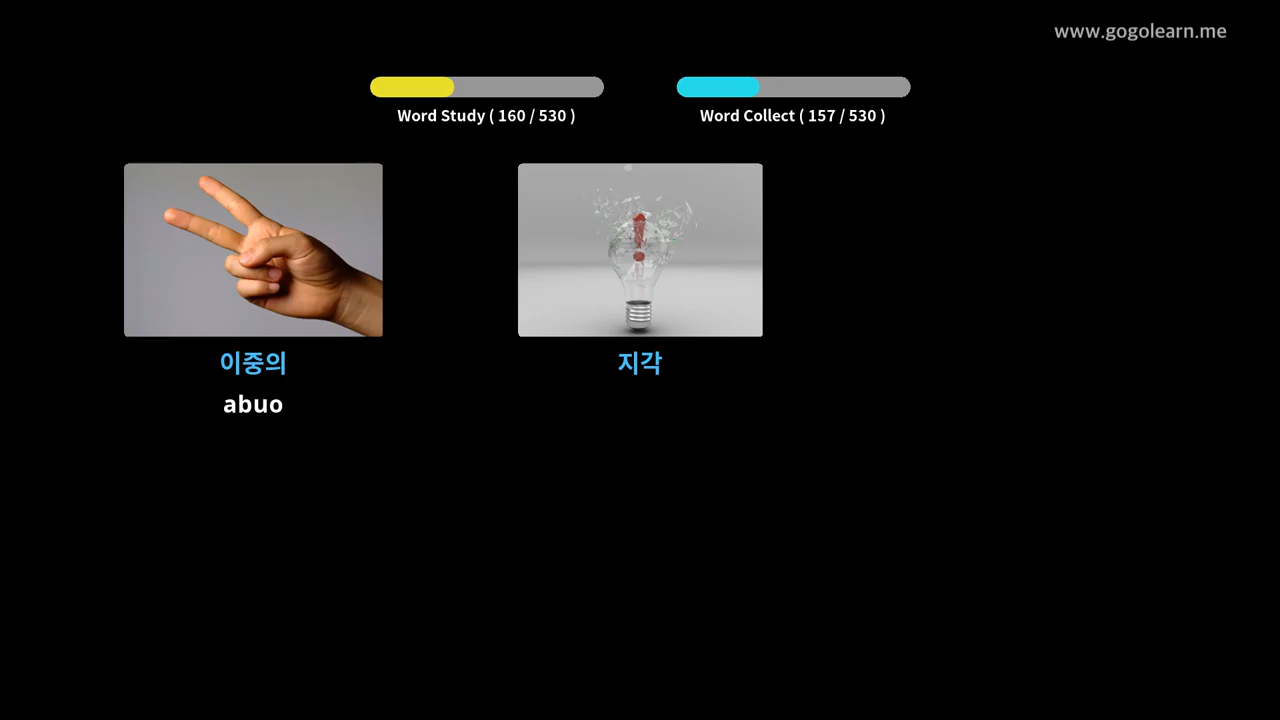 www.gogolearn.me
Word Study ( 160 / 530 )
Word Collect ( 157 / 530 )
이중의
abuo
지각